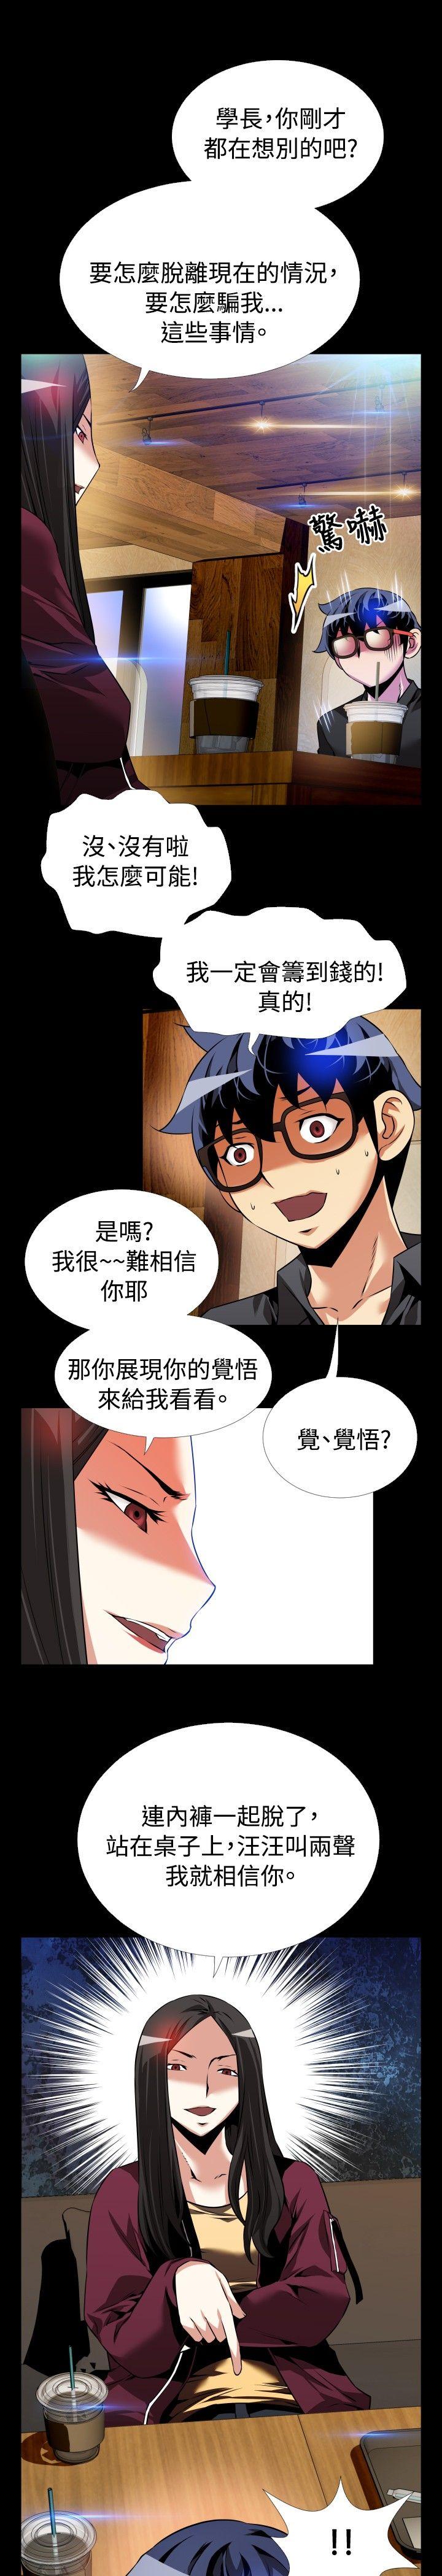 學長，你剛才
都在想別的吧?
要怎麼脫離現在的情況，
要怎麼騙我...
這些事情。
驚嚇
沒、沒有啦
我怎麼可能!
我一定會籌到錢的!
真的!
是嗎?
我很~~難相信
你耶
那你展現你的覺悟
來給我看看。
覺、覺悟?
連內褲一起脫了，
站在桌子上，汪汪叫兩聲
我就相信你。
!!